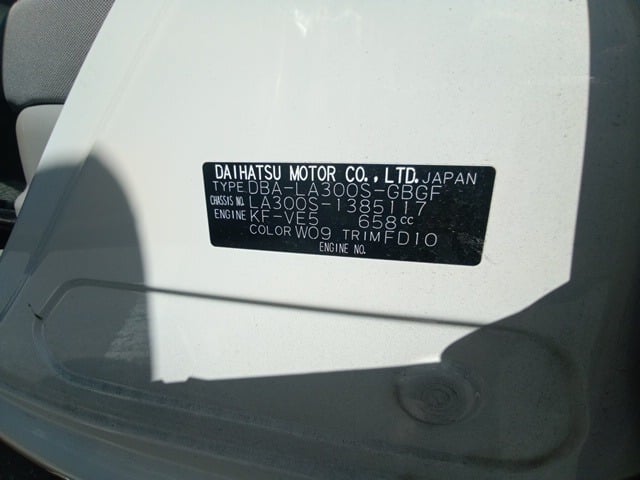 DAIHATSU MOTOR CO.,LTD. JAPAN
TYPE DBA-LA300S-GBGF
CHASSIS NO. LA300S-1385117
ENGINE KF-VE5 658cc
COLOR W09 TRIM FD10
ENGINE NO.